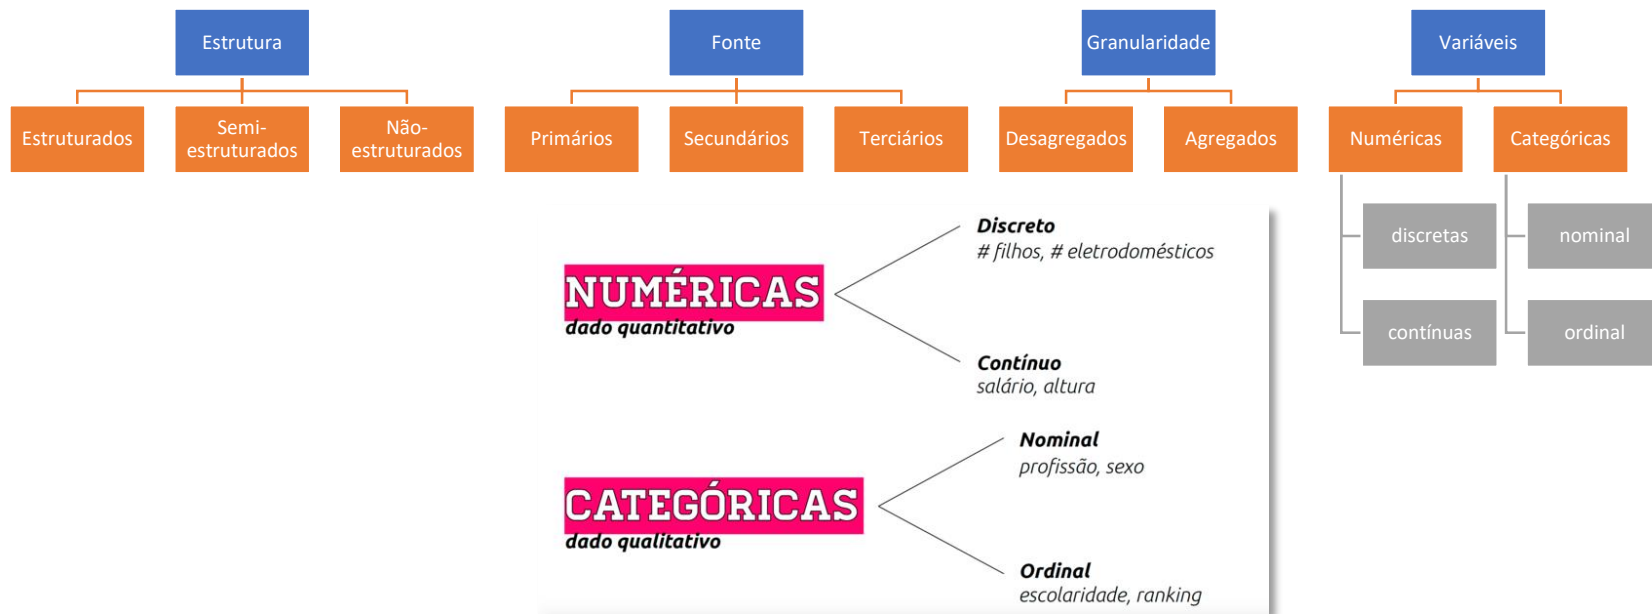 Estrutura
Fonte
Granularidade
Variáveis
Estruturados
Semi-
estruturados
Não-
estruturados
Primários
Secundários
Terciários
Desagregados
Agregados
Numéricas
Categóricas
discretas
nominal
contínuas
ordinal
NUMÉRICAS
dado quantitativo
Discreto
# filhos, # eletrodomésticos
Contínuo
salário, altura
CATEGÓRICAS
dado qualitativo
Nominal
profissão, sexo
Ordinal
escolaridade, ranking